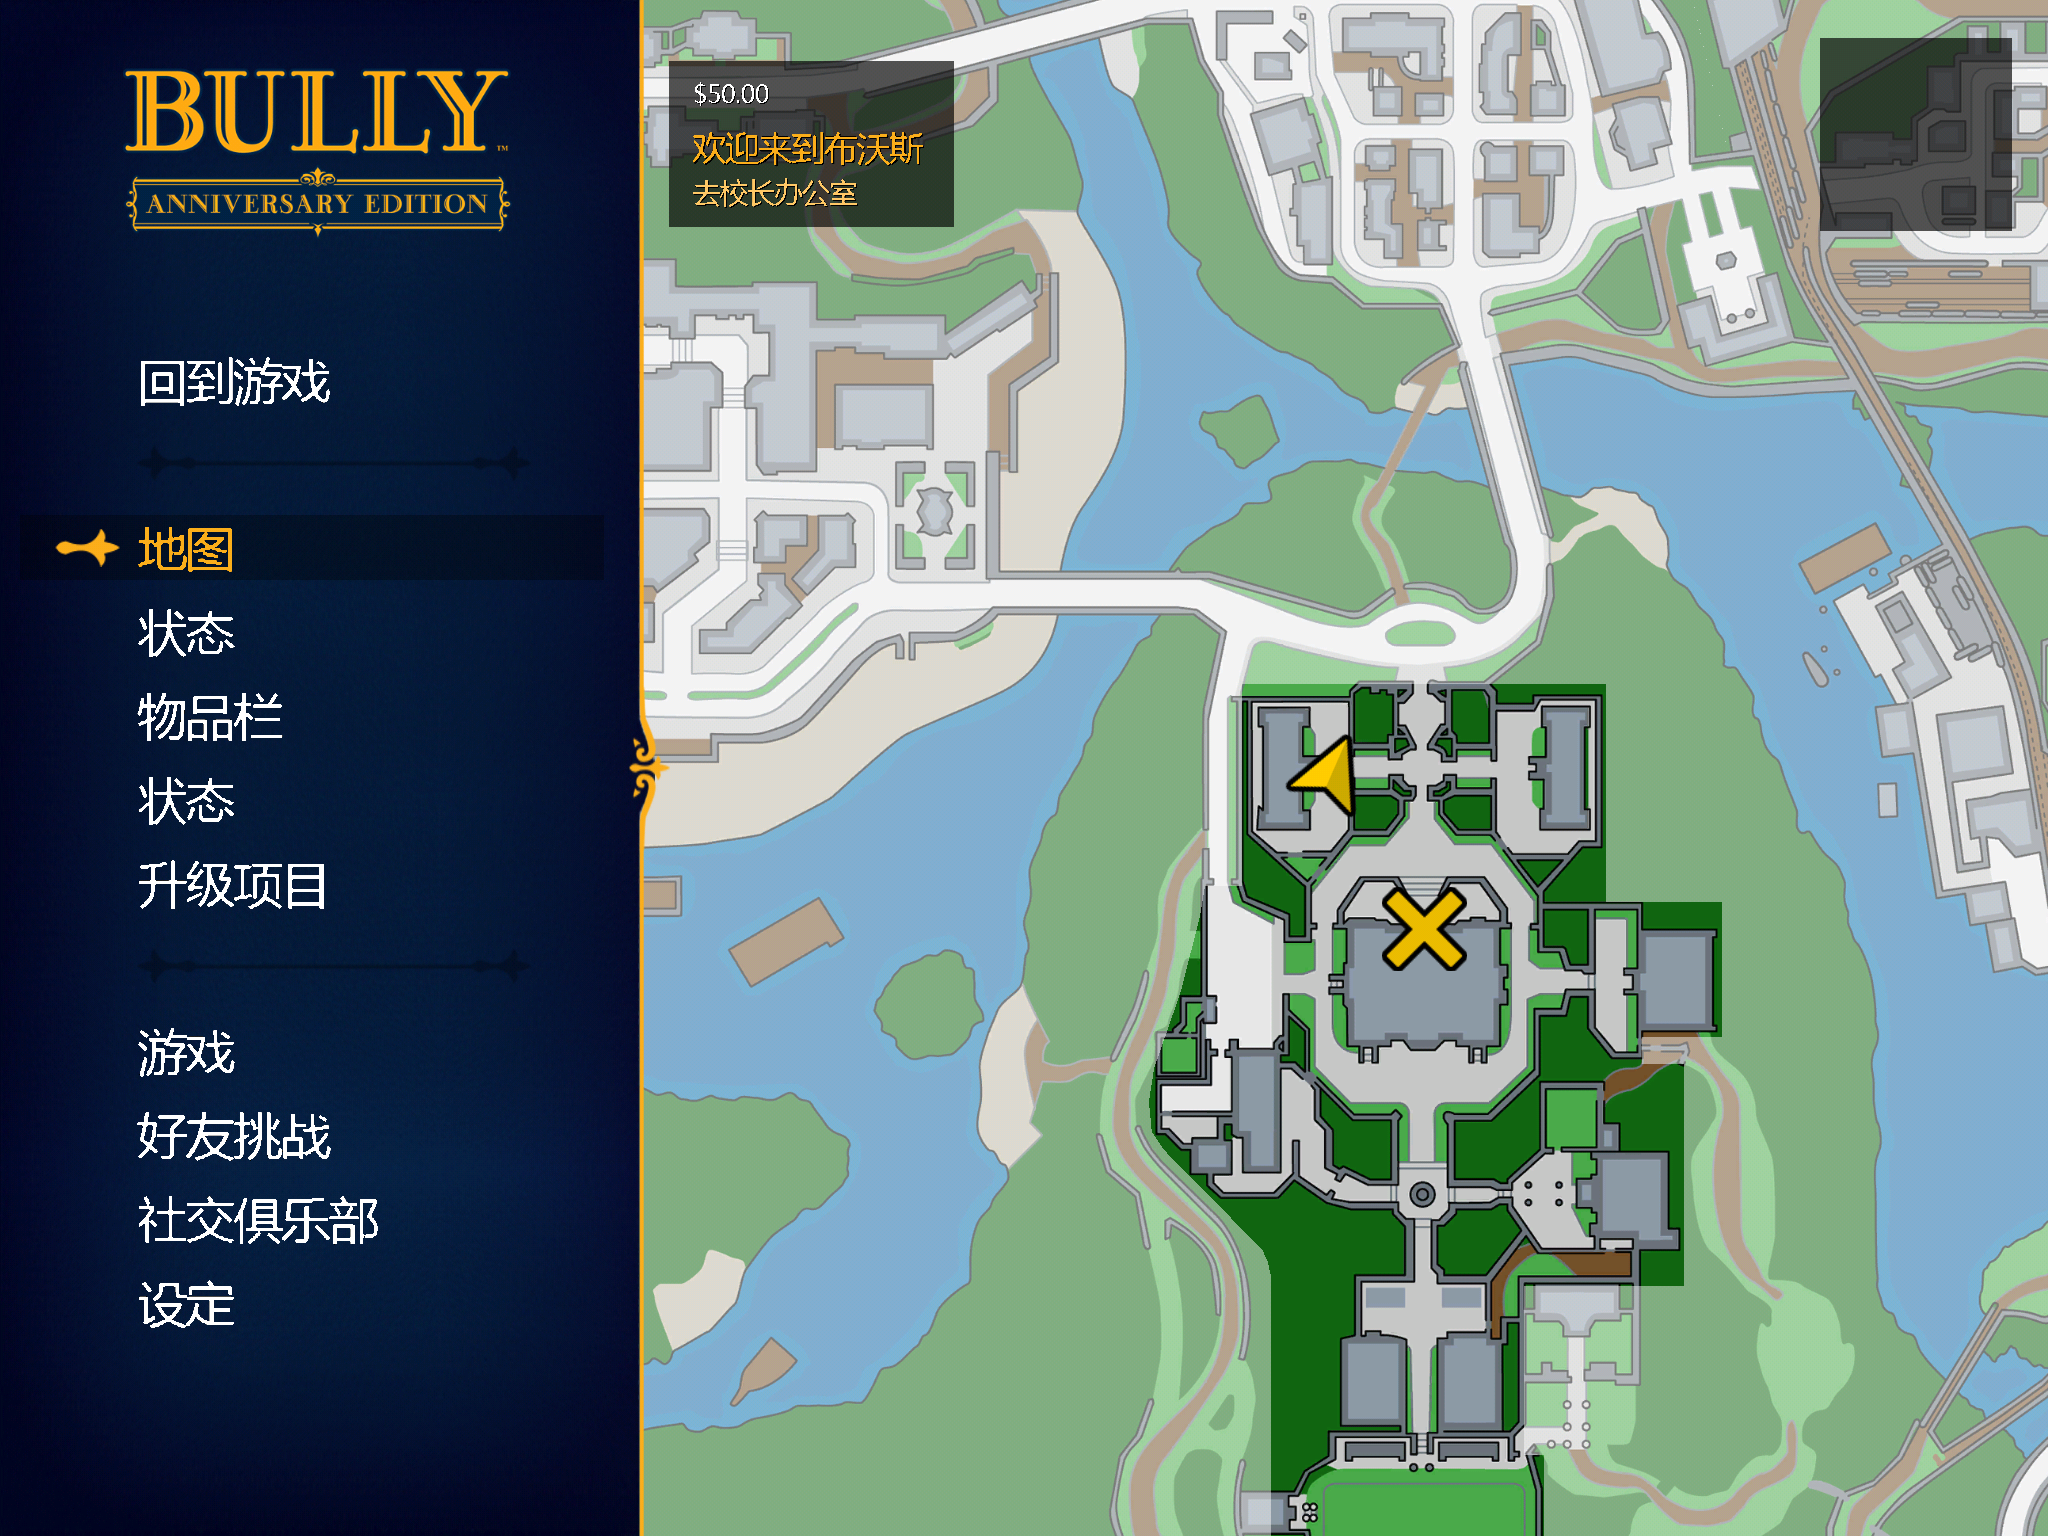 BULLY™
ANNIVERSARY EDITION
回到游戏
地图
状态
物品栏
状态
升级项目
游戏
好友挑战
社交俱乐部
设定
$50.00
欢迎来到布沃斯
去校长办公室